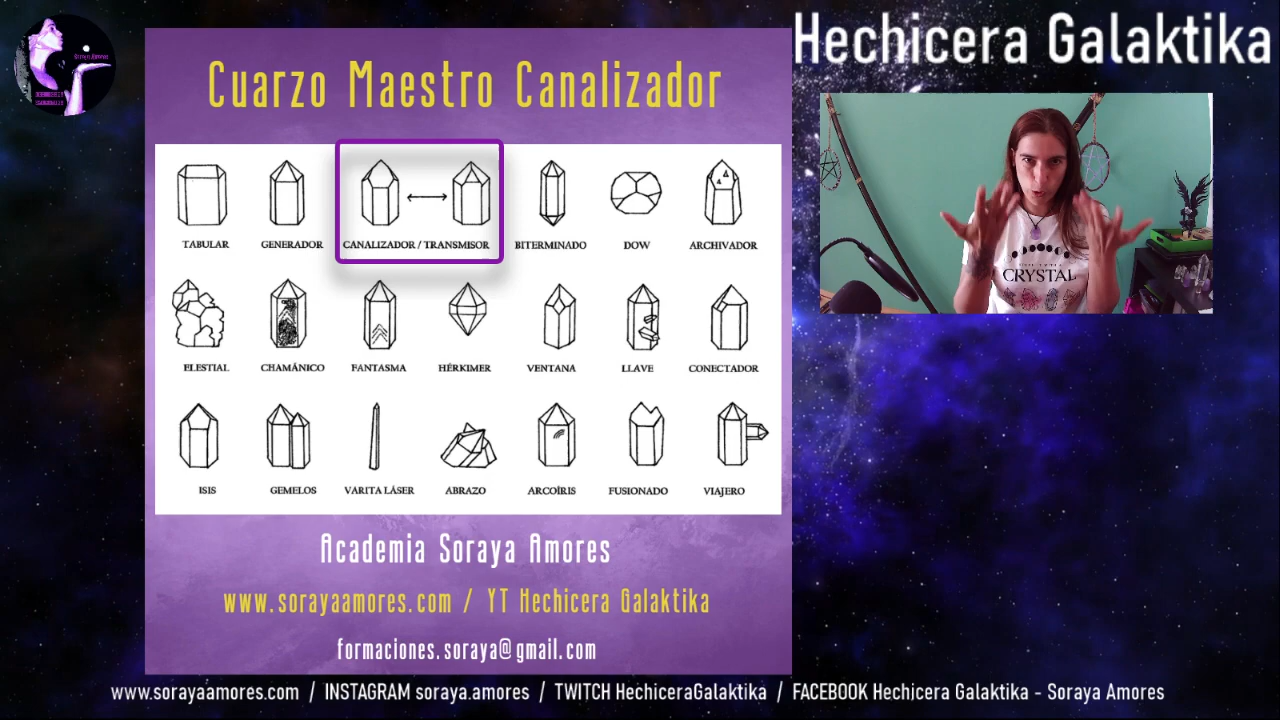 Hechicera Galaktika
Soraya Amores
Cuarzo Maestro Canalizador
TABULAR GENERADOR CANALIZADOR / TRANSMISOR BITERMINADO DOW ARCHIVADOR
ELESTIAL CHAMÁNICO FANTASMA HÉRKIMER VENTANA LLAVE CONECTADOR
ISIS GEMELOS VARITA LÁSER ABRAZO ARCOÍRIS FUSIONADO VIAJERO
CRYSTAL
Academia Soraya Amores
www.sorayaamores.com / YT Hechicera Galaktika
formaciones.soraya@gmail.com
www.sorayaamores.com / INSTAGRAM soraya.amores / TWITCH HechiceraGalaktika / FACEBOOK Hechicera Galaktika - Soraya Amores